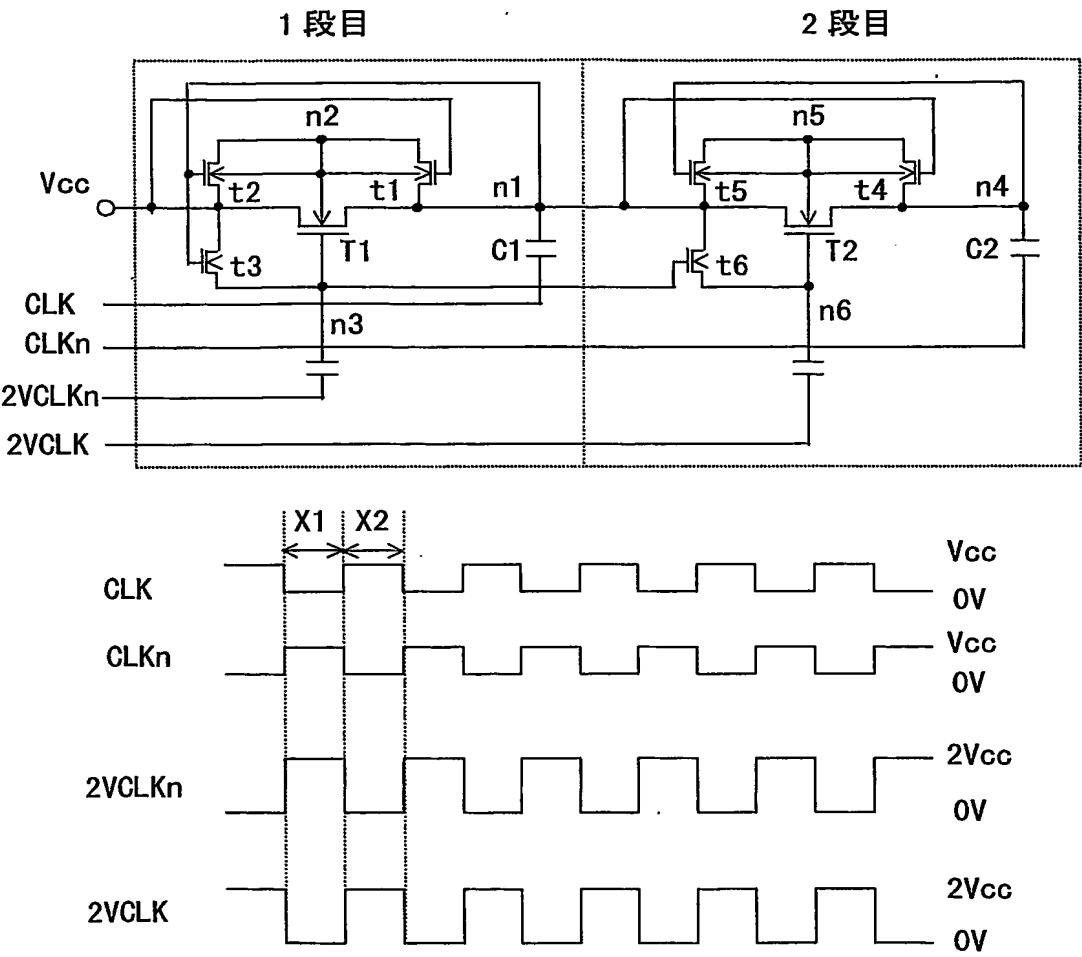 1 段目
2 段目
n2
n5
Vcc
t2
t1
n1
t5
t4
n4
T1
C1
T2
C2
t3
t6
CLK
n3
n6
CLKn
2VCLKn
2VCLK
X1
X2
CLK
Vcc
0V
CLKn
Vcc
0V
2VCLKn
2Vcc
0V
2VCLK
2Vcc
0V